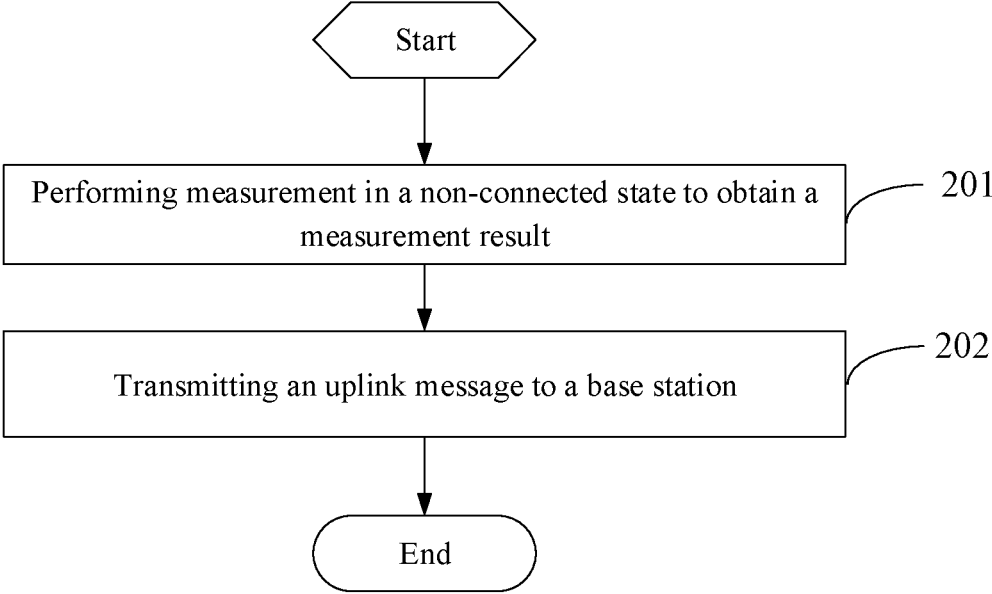 Start
Performing measurement in a non-connected state to obtain a
measurement result
201
Transmitting an uplink message to a base station
202
End